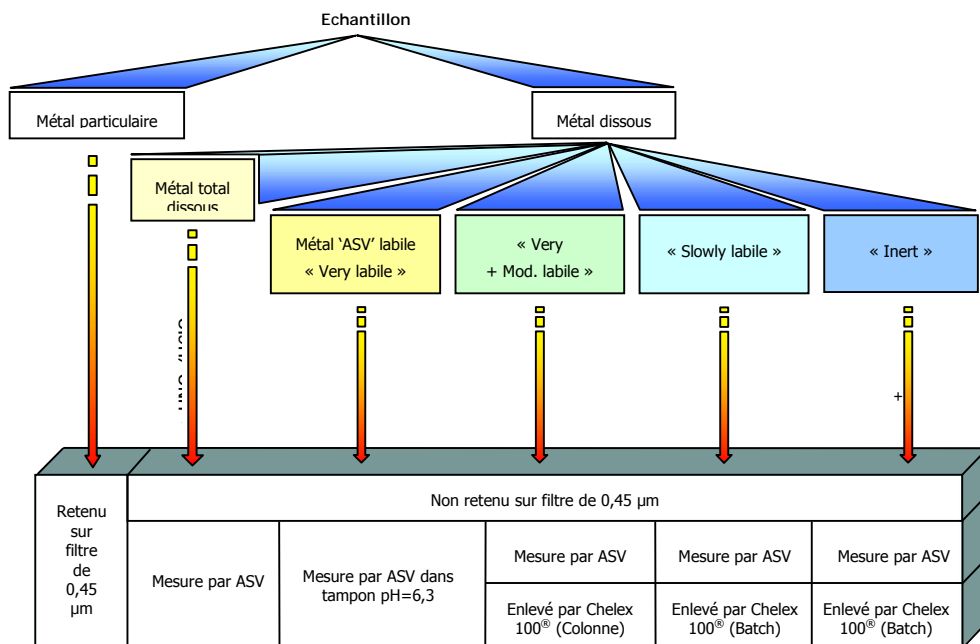 Echantillon
Métal particulaire
Métal dissous
Métal total
dissous
Métal ‘ASV’ labile
« Very labile »
« Very
+ Mod. labile »
« Slowly labile »
« Inert »
+
Retenu
sur
filtre
de
0,45
µm
Non retenu sur filtre de 0,45 µm
Mesure par ASV
Mesure par ASV dans
tampon pH=6,3
Mesure par ASV
Enlevé par Chelex
100® (Colonne)
Mesure par ASV
Enlevé par Chelex
100® (Batch)
Mesure par ASV
Enlevé par Chelex
100® (Batch)